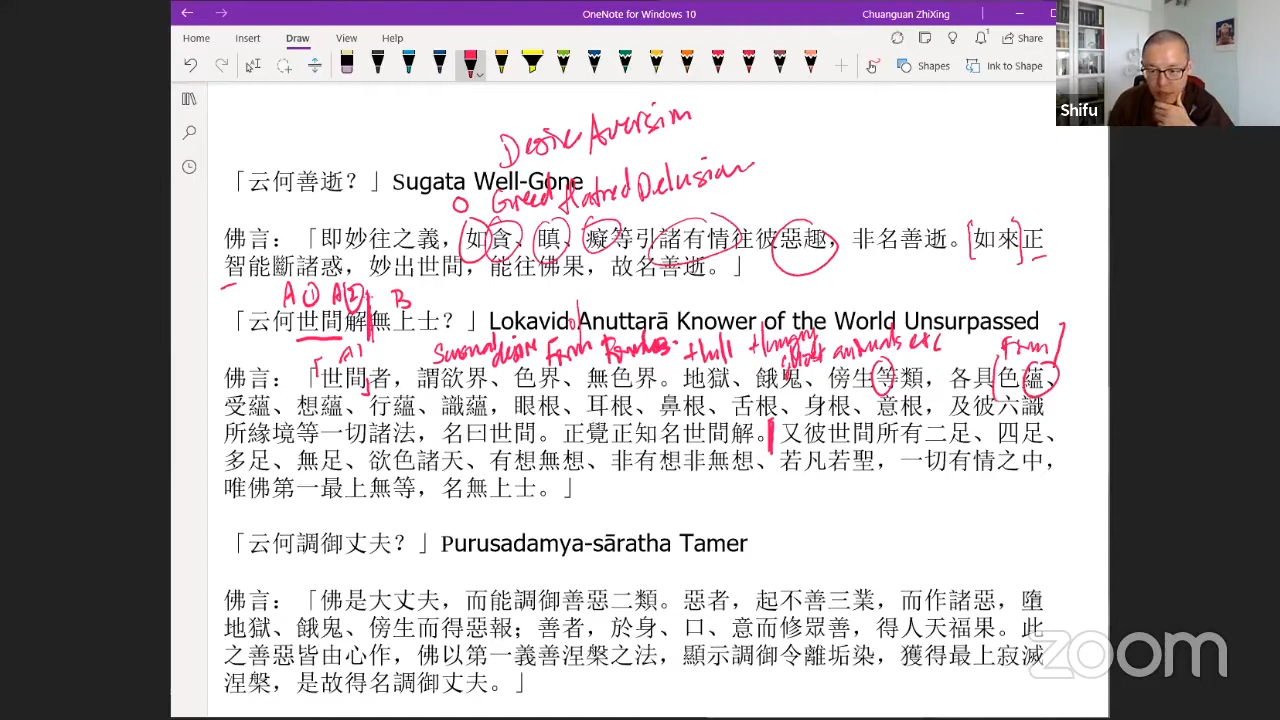 OneNote for Windows 10
Chuanguan ZhiXing
Home Insert Draw View Help
Share
Shapes
Ink to Shape
Shifu
Desire Aversion
「云何善逝？」Sugata Well-Gone
Greed Hatred Delusion
佛言：「即妙往之義，如貪、瞋、癡等引諸有情往彼惡趣，非名善逝。如來正
智能斷諸惑，妙出世間，能往佛果，故名善逝。」
A ① A ② B
「云何世間解無上士？」Lokavid Anuttarā Knower of the World Unsurpassed
Sensual desire Form Formless + hell + Hungry ghost animals etc Form
佛言：「世間者，謂欲界、色界、無色界。地獄、餓鬼、傍生等類，各具色蘊、
受蘊、想蘊、行蘊、識蘊，眼根、耳根、鼻根、舌根、身根、意根，及彼六識
所緣境等一切諸法，名曰世間。正覺正知名世間解。又彼世間所有二足、四足、
多足、無足、欲色諸天、有想無想、非有想非無想、若凡若聖，一切有情之中，
唯佛第一最上無等，名無上士。」
「云何調御丈夫？」Purusadamya-sāratha Tamer
佛言：「佛是大丈夫，而能調御善惡二類。惡者，起不善三業，而作諸惡，墮
地獄、餓鬼、傍生而得惡報；善者，於身、口、意而修眾善，得人天福果。此
之善惡皆由心作，佛以第一義善涅槃之法，顯示調御令離垢染，獲得最上寂滅
涅槃，是故得名調御丈夫。」
zoom